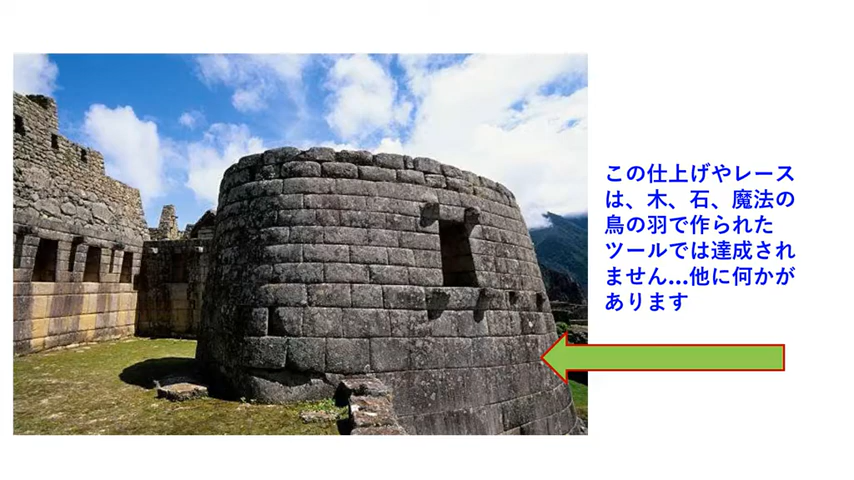 この仕上げやレース
は、木、石、魔法の
鳥の羽で作られた
ツールでは達成され
ません...他に何かが
あります